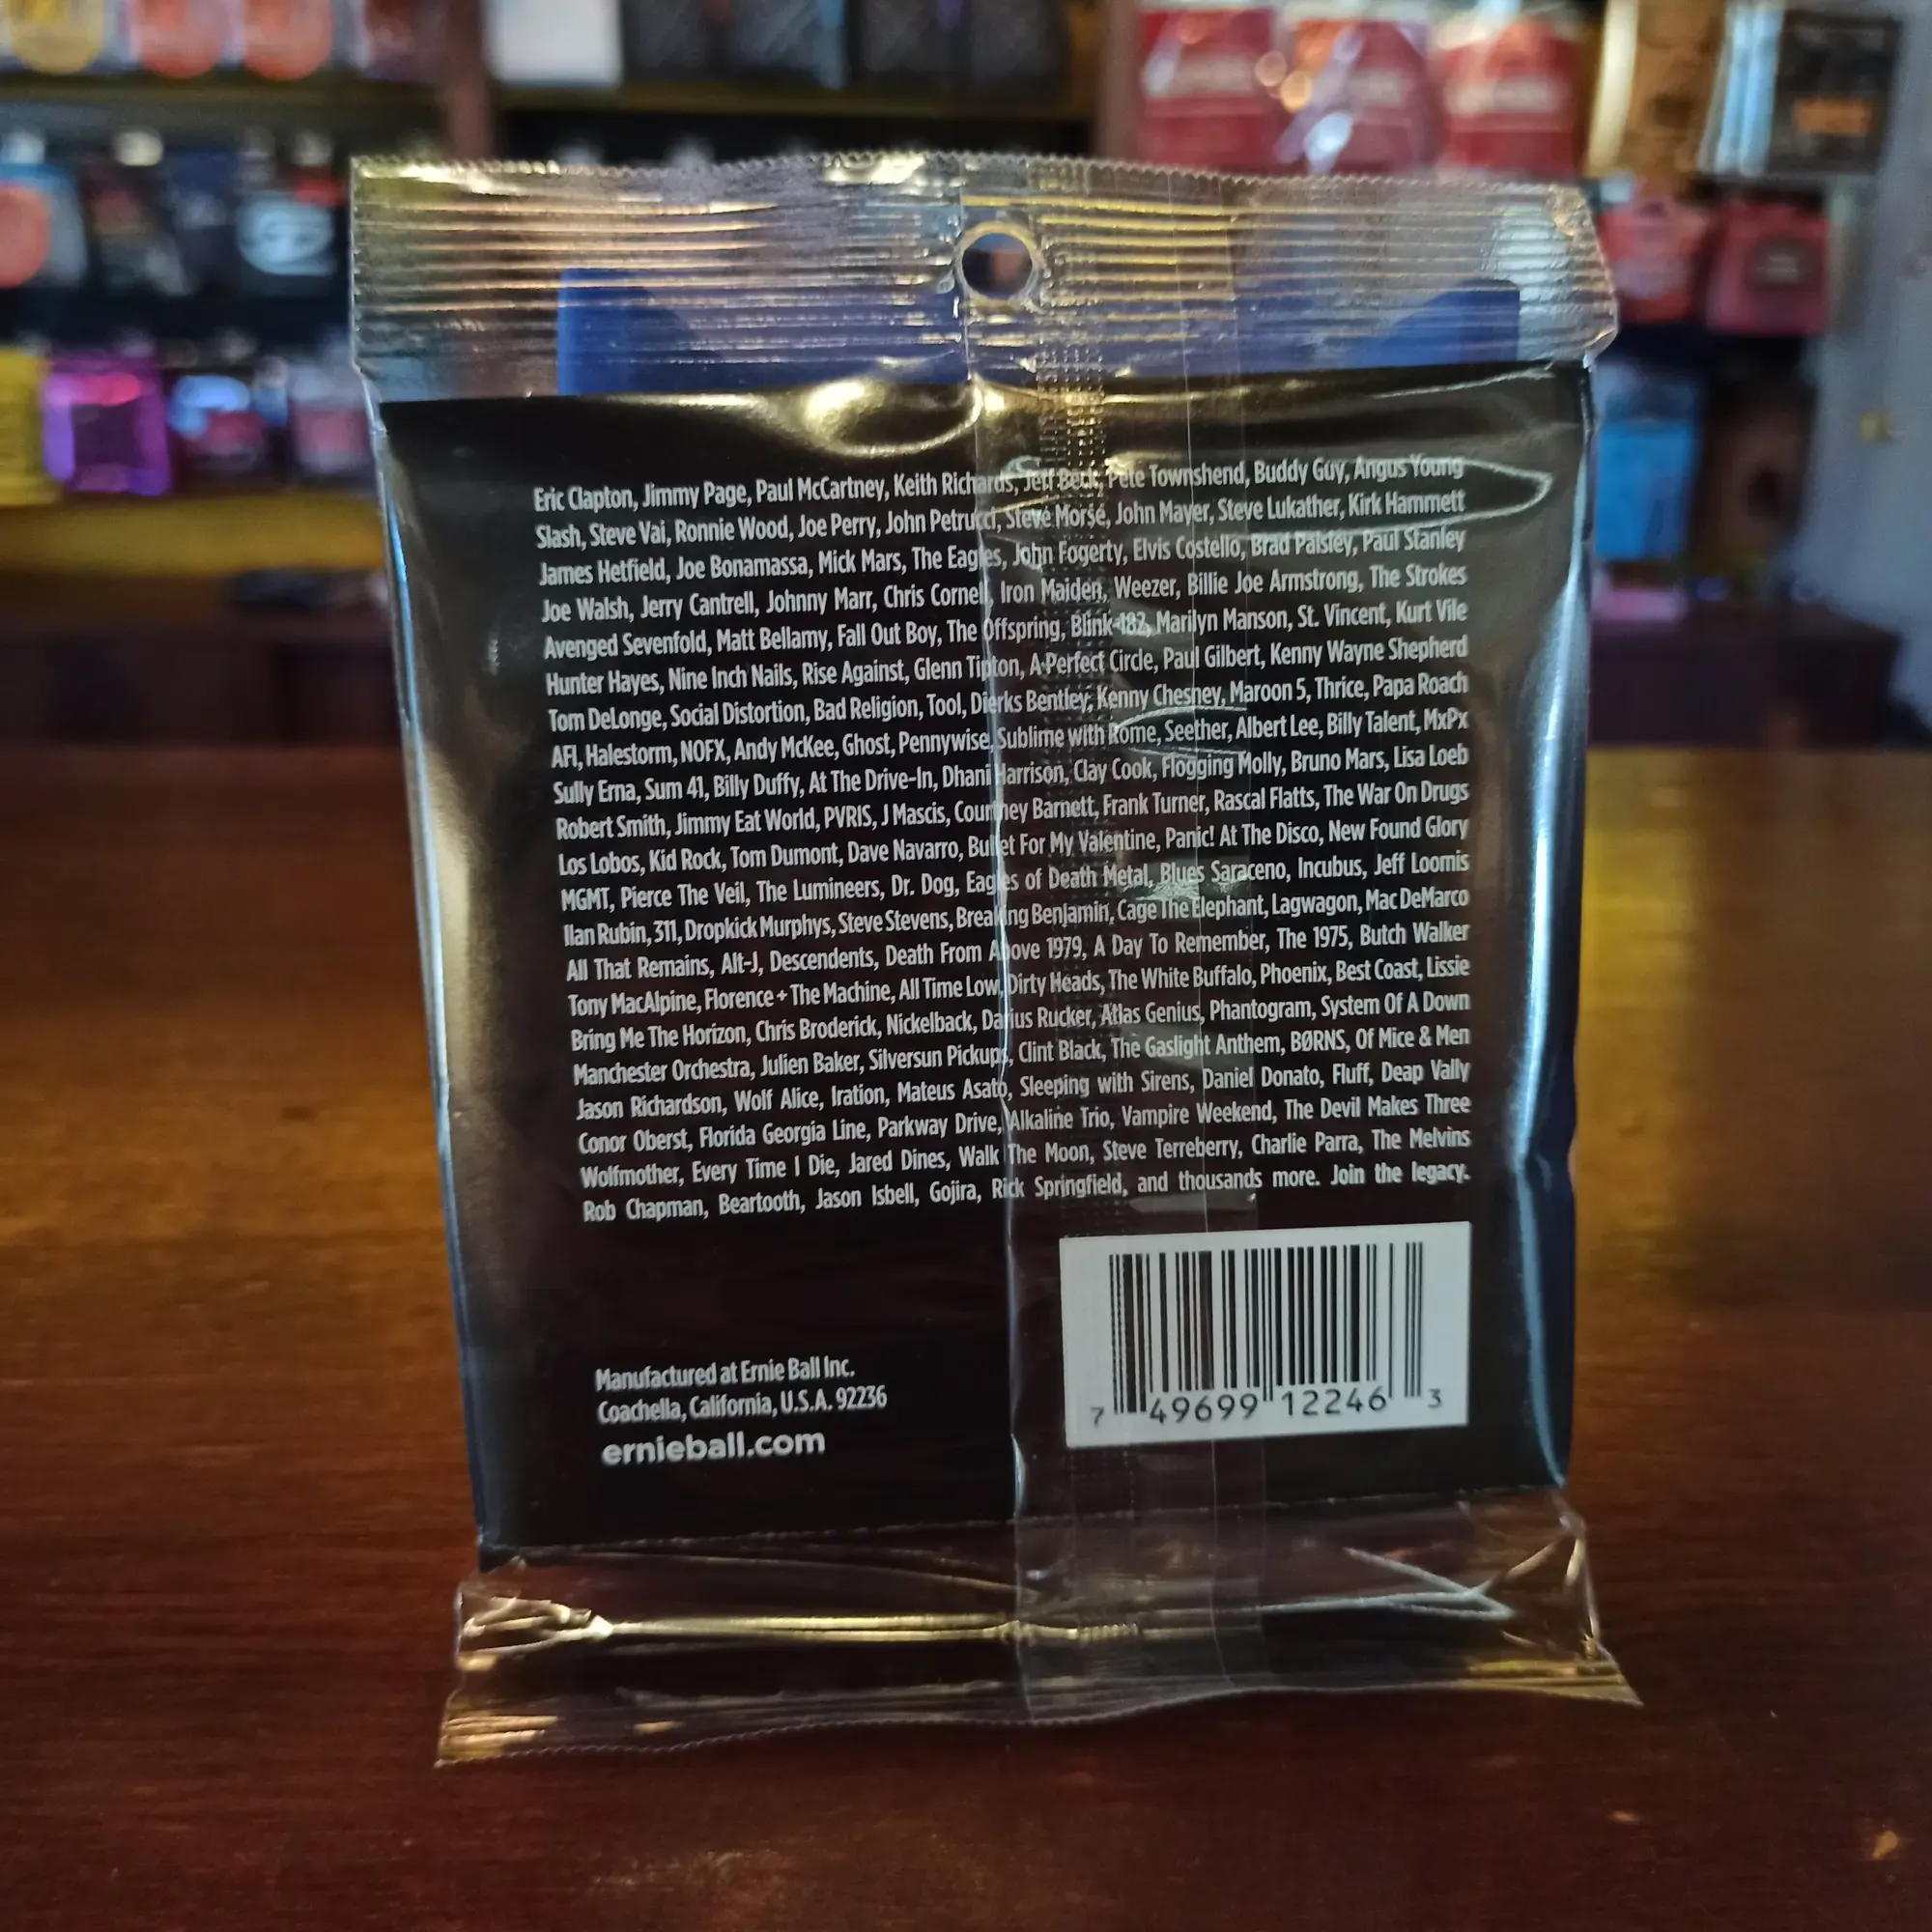 Eric Clapton, Jimmy Page, Paul McCartney, Keith Richards, Jeff Beck, Pete Townshend, Buddy Guy, Angus Young
Slash, Steve Vai, Ronnie Wood, Joe Perry, John Petrucci, Steve Morse, John Mayer, Steve Lukather, Kirk Hammett
James Hetfield, Joe Bonamassa, Mick Mars, The Eagles, John Fogerty, Elvis Costello, Brad Paisley, Paul Stanley
Joe Walsh, Jerry Cantrell, Johnny Marr, Chris Cornell, Iron Maiden, Weezer, Billie Joe Armstrong, The Strokes
Avenged Sevenfold, Matt Bellamy, Fall Out Boy, The Offspring, Blink-182, Marilyn Manson, St. Vincent, Kurt Vile
Hunter Hayes, Nine Inch Nails, Rise Against, Glenn Tipton, A Perfect Circle, Paul Gilbert, Kenny Wayne Shepherd
Tom DeLonge, Social Distortion, Bad Religion, Tool, Dierks Bentley, Kenny Chesney, Maroon 5, Thrice, Papa Roach
AFI, Halestorm, NOFX, Andy McKee, Ghost, Pennywise, Sublime with Rome, Seether, Albert Lee, Billy Talent, MxPx
Sully Erna, Sum 41, Billy Duffy, At The Drive-In, Dhani Harrison, Clay Cook, Flogging Molly, Bruno Mars, Lisa Loeb
Robert Smith, Jimmy Eat World, PVRIS, J Mascis, Courtney Barnett, Frank Turner, Rascal Flatts, The War On Drugs
Los Lobos, Kid Rock, Tom Dumont, Dave Navarro, Bullet For My Valentine, Panic! At The Disco, New Found Glory
MGMT, Pierce The Veil, The Lumineers, Dr. Dog, Eagles of Death Metal, Blues Saraceno, Incubus, Jeff Loomis
Ilan Rubin, 311, Dropkick Murphys, Steve Stevens, Breaking Benjamin, Cage The Elephant, Lagwagon, Mac DeMarco
All That Remains, Alt-J, Descendents, Death From Above 1979, A Day To Remember, The 1975, Butch Walker
Tony MacAlpine, Florence + The Machine, All Time Low, Dirty Heads, The White Buffalo, Phoenix, Best Coast, Lissie
Bring Me The Horizon, Chris Broderick, Nickelback, Darius Rucker, Atlas Genius, Phantogram, System Of A Down
Manchester Orchestra, Julien Baker, Silversun Pickups, Clint Black, The Gaslight Anthem, BØRNS, Of Mice & Men
Jason Richardson, Wolf Alice, Iration, Mateus Asato, Sleeping with Sirens, Daniel Donato, Fluff, Deap Vally
Conor Oberst, Florida Georgia Line, Parkway Drive, Alkaline Trio, Vampire Weekend, The Devil Makes Three
Wolfmother, Every Time I Die, Jared Dines, Walk The Moon, Steve Terreberry, Charlie Parra, The Melvins
Rob Chapman, Beartooth, Jason Isbell, Gojira, Rick Springfield, and thousands more. Join the legacy.
Manufactured at Ernie Ball Inc.
Coachella, California, U.S.A. 92236
ernieball.com
7 49699 12246 3